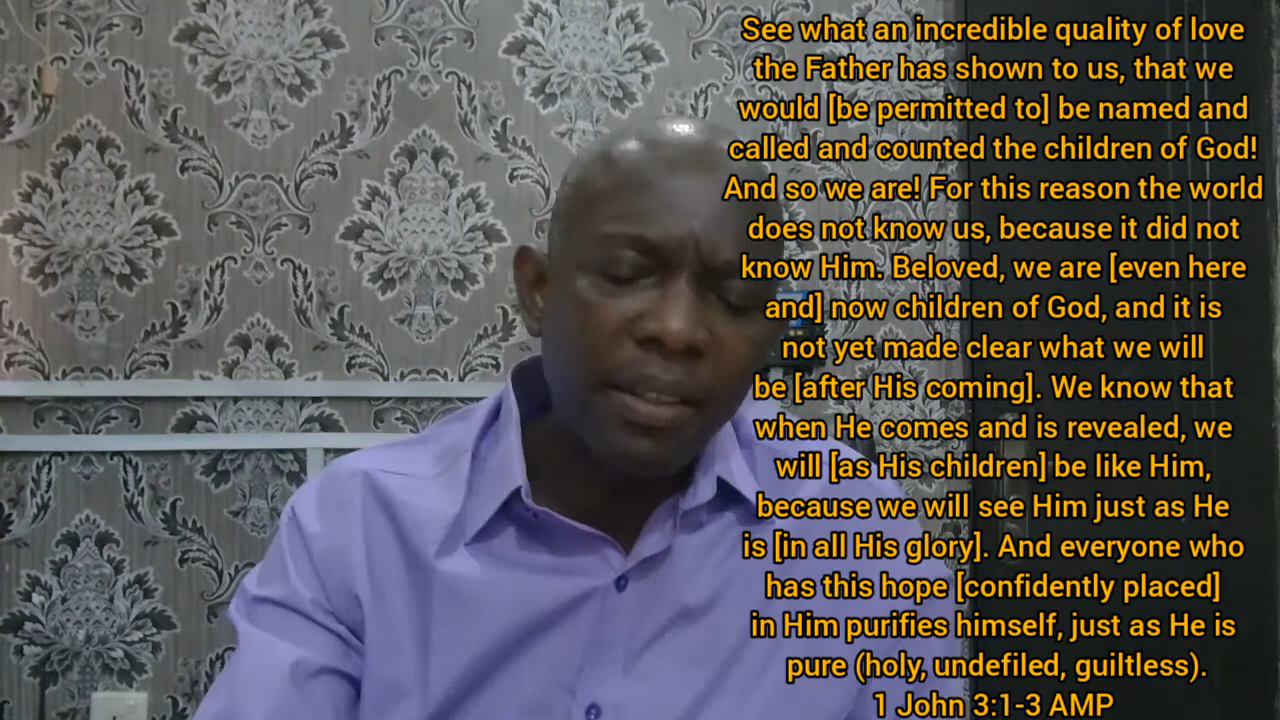 See what an incredible quality of love
the Father has shown to us, that we
would [be permitted to] be named and
called and counted the children of God!
And so we are! For this reason the world
does not know us, because it did not
know Him. Beloved, we are [even here
and] now children of God, and it is
not yet made clear what we will
be [after His coming]. We know that
when He comes and is revealed, we
will [as His children] be like Him,
because we will see Him just as He
is [in all His glory]. And everyone who
has this hope [confidently placed]
in Him purifies himself, just as He is
pure (holy, undefiled, guiltless).
1 John 3:1-3 AMP